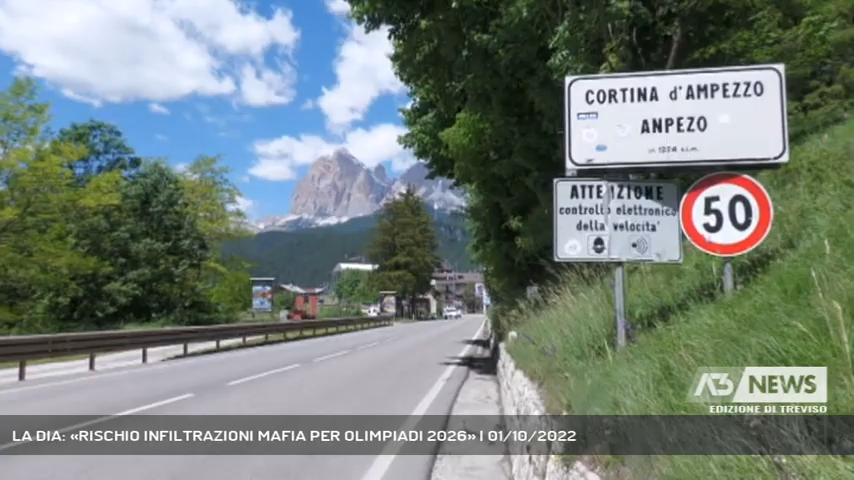 CORTINA d'AMPEZZO
ANPEZO
m 1224 s.m.
ATTENZIONE
controllo elettronico
della velocita'
50
A3 NEWS
EDIZIONE DI TREVISO
LA DIA: «RISCHIO INFILTRAZIONI MAFIA PER OLIMPIADI 2026» | 01/10/2022